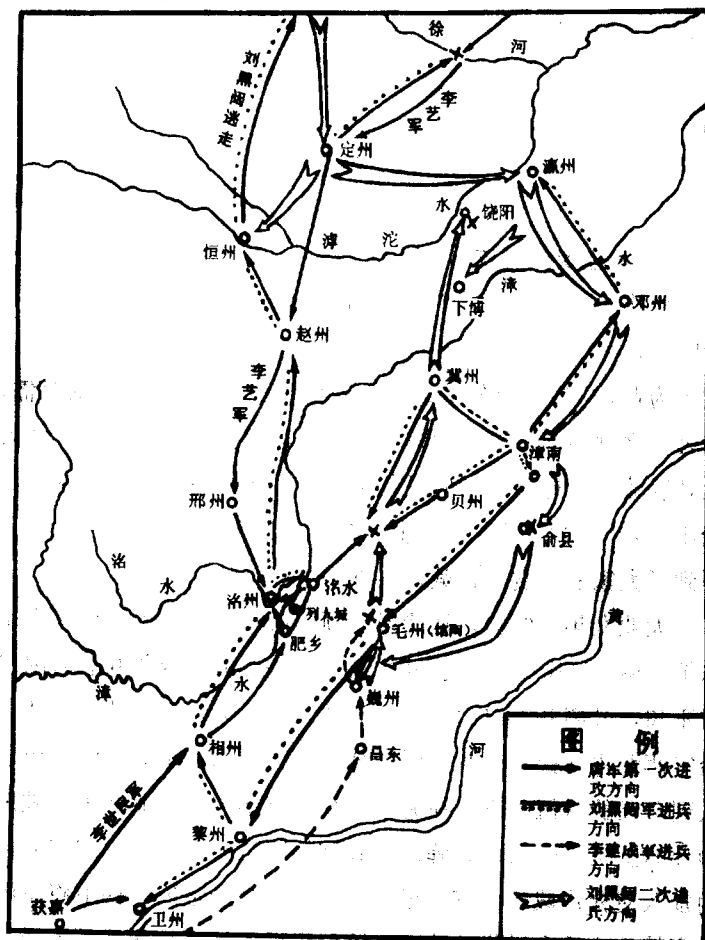 徐
河
刘黑闼逃走
李艺军
定州
瀛州
水
饶阳
恒州
滹
沱
漳
水
下博
邓州
赵州
李艺军
冀州
漳南
贝州
邢州
俞县
洺
水
洺州
洺水
列人城
肥乡
毛州(馆陶)
黄
漳
水
魏州
相州
昌东
河
李世民军
黎州
获嘉
卫州
图 例
唐军第一次进
攻方向
刘黑闼军进兵
方向
李建成军进兵
方向
刘黑闼二次进
兵方向